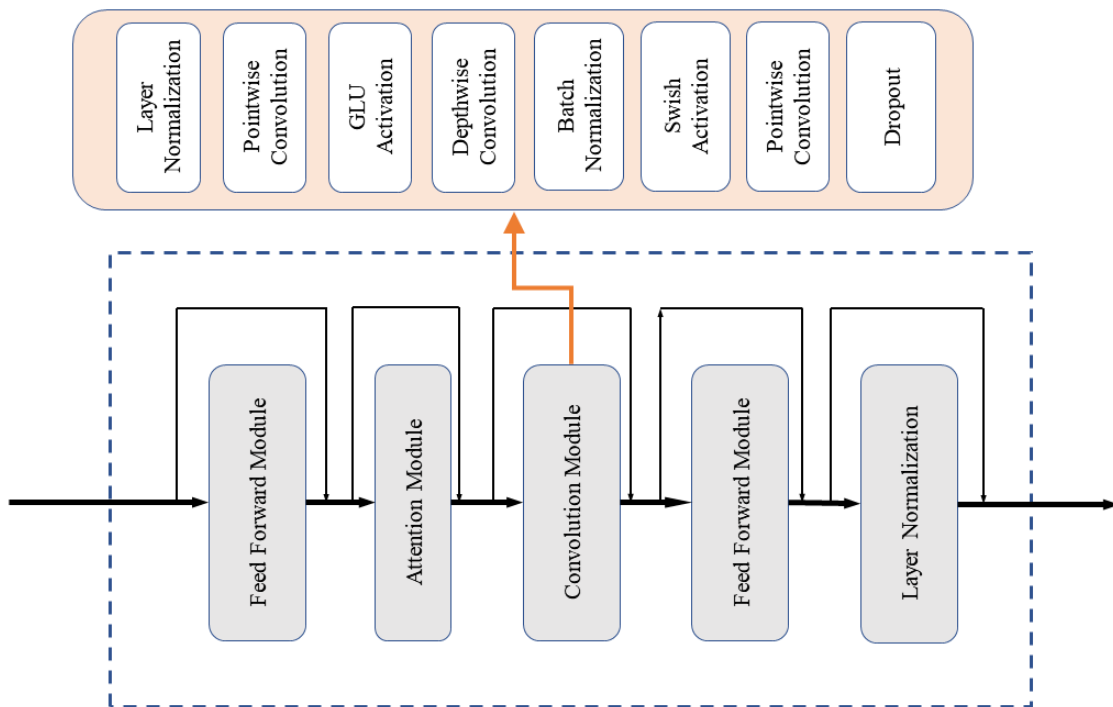 Layer
Normalization
Pointwise
Convolution
GLU
Activation
Depthwise
Convolution
Batch
Normalization
Swish
Activation
Pointwise
Convolution
Dropout
Feed Forward Module
Attention Module
Convolution Module
Feed Forward Module
Layer Normalization